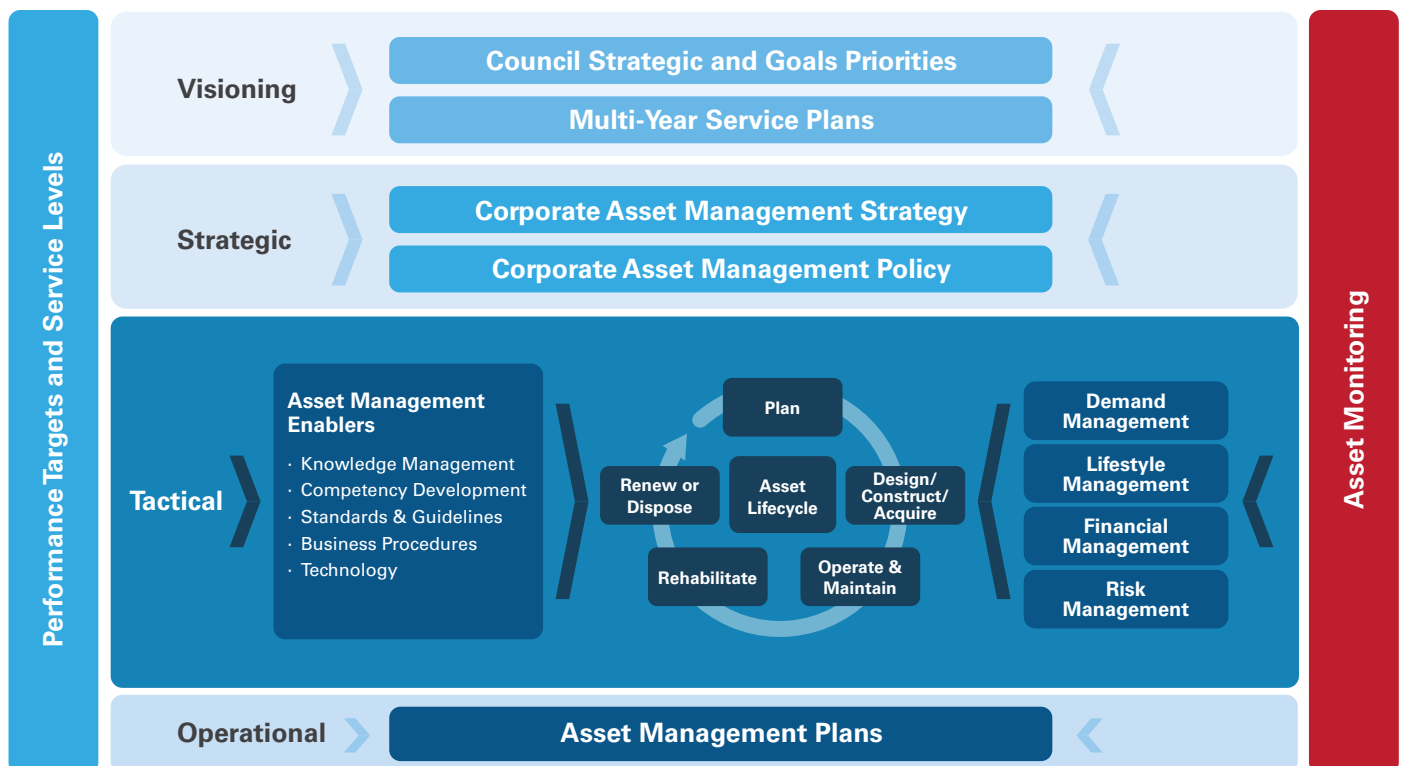 Performance Targets and Service Levels
Visioning
Council Strategic and Goals Priorities
Multi-Year Service Plans
Strategic
Corporate Asset Management Strategy
Corporate Asset Management Policy
Tactical
Asset Management
Enablers
· Knowledge Management
· Competency Development
· Standards & Guidelines
· Business Procedures
· Technology
Plan
Design/
Construct/
Acquire
Operate &
Maintain
Rehabilitate
Renew or
Dispose
Asset
Lifecycle
Demand
Management
Lifestyle
Management
Financial
Management
Risk
Management
Operational
Asset Management Plans
Asset Monitoring